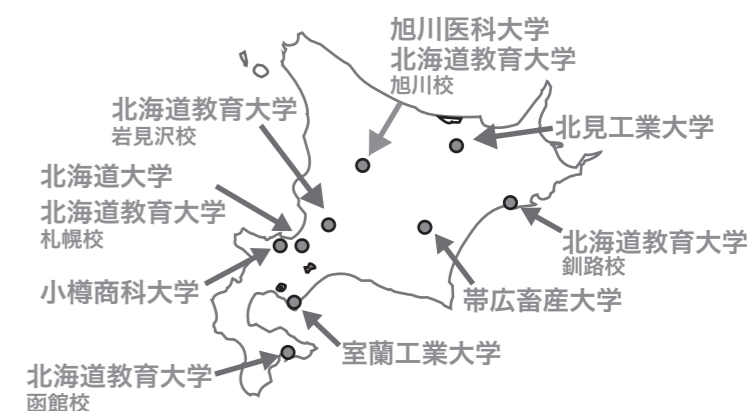 旭川医科大学
北海道教育大学
旭川校
北海道教育大学
岩見沢校
北見工業大学
北海道大学
北海道教育大学
札幌校
北海道教育大学
釧路校
小樽商科大学
帯広畜産大学
室蘭工業大学
北海道教育大学
函館校